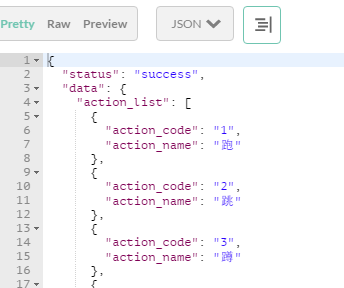 Pretty Raw Preview JSON
1 {
2 "status": "success",
3 "data": {
4 "action_list": [
5 {
6 "action_code": "1",
7 "action_name": "跑"
8 },
9 {
10 "action_code": "2",
11 "action_name": "跳"
12 },
13 {
14 "action_code": "3",
15 "action_name": "蹲"
16 },
17 {